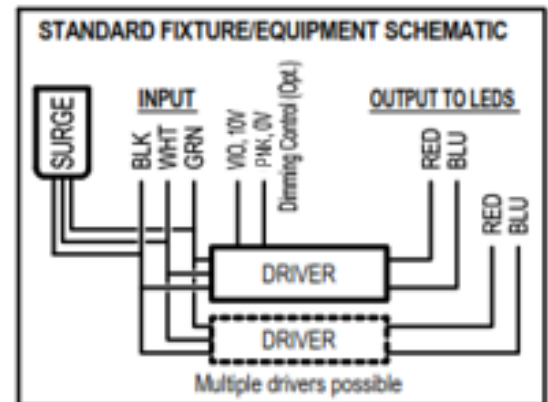 STANDARD FIXTURE/EQUIPMENT SCHEMATIC
SURGE
INPUT
BLK
WHT
GRN
VIO, 10V
PNK, 0V
Dimming Control (Opt.)
OUTPUT TO LEDS
RED
BLU
RED
BLU
DRIVER
DRIVER
Multiple drivers possible